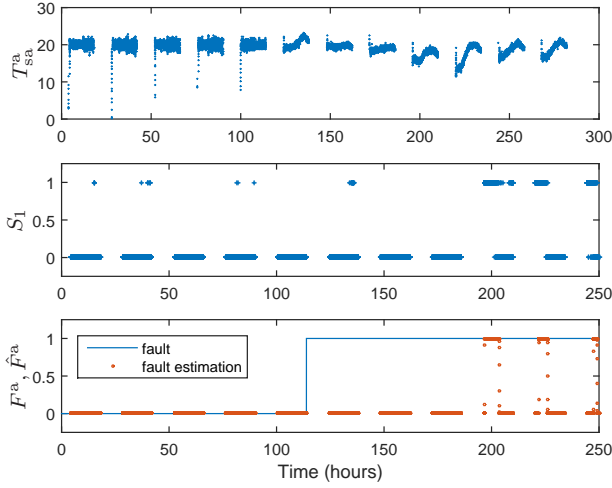 30
20
10
0
T^a_sa
0 50 100 150 200 250 300
1
0.5
0
S_1
0 50 100 150 200 250
1
0.5
0
F^a, F̂^a
fault
fault estimation
0 50 100 150 200 250
Time (hours)